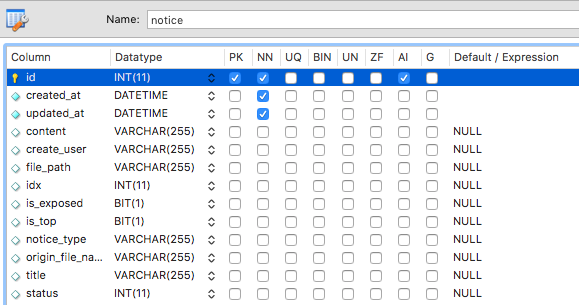 Name: notice
Column Datatype PK NN UQ BIN UN ZF AI G Default / Expression
id INT(11)
created_at DATETIME
updated_at DATETIME
content VARCHAR(255) NULL
create_user VARCHAR(255) NULL
file_path VARCHAR(255) NULL
idx INT(11) NULL
is_exposed BIT(1) NULL
is_top BIT(1) NULL
notice_type VARCHAR(255) NULL
origin_file_na... VARCHAR(255) NULL
title VARCHAR(255) NULL
status INT(11) NULL